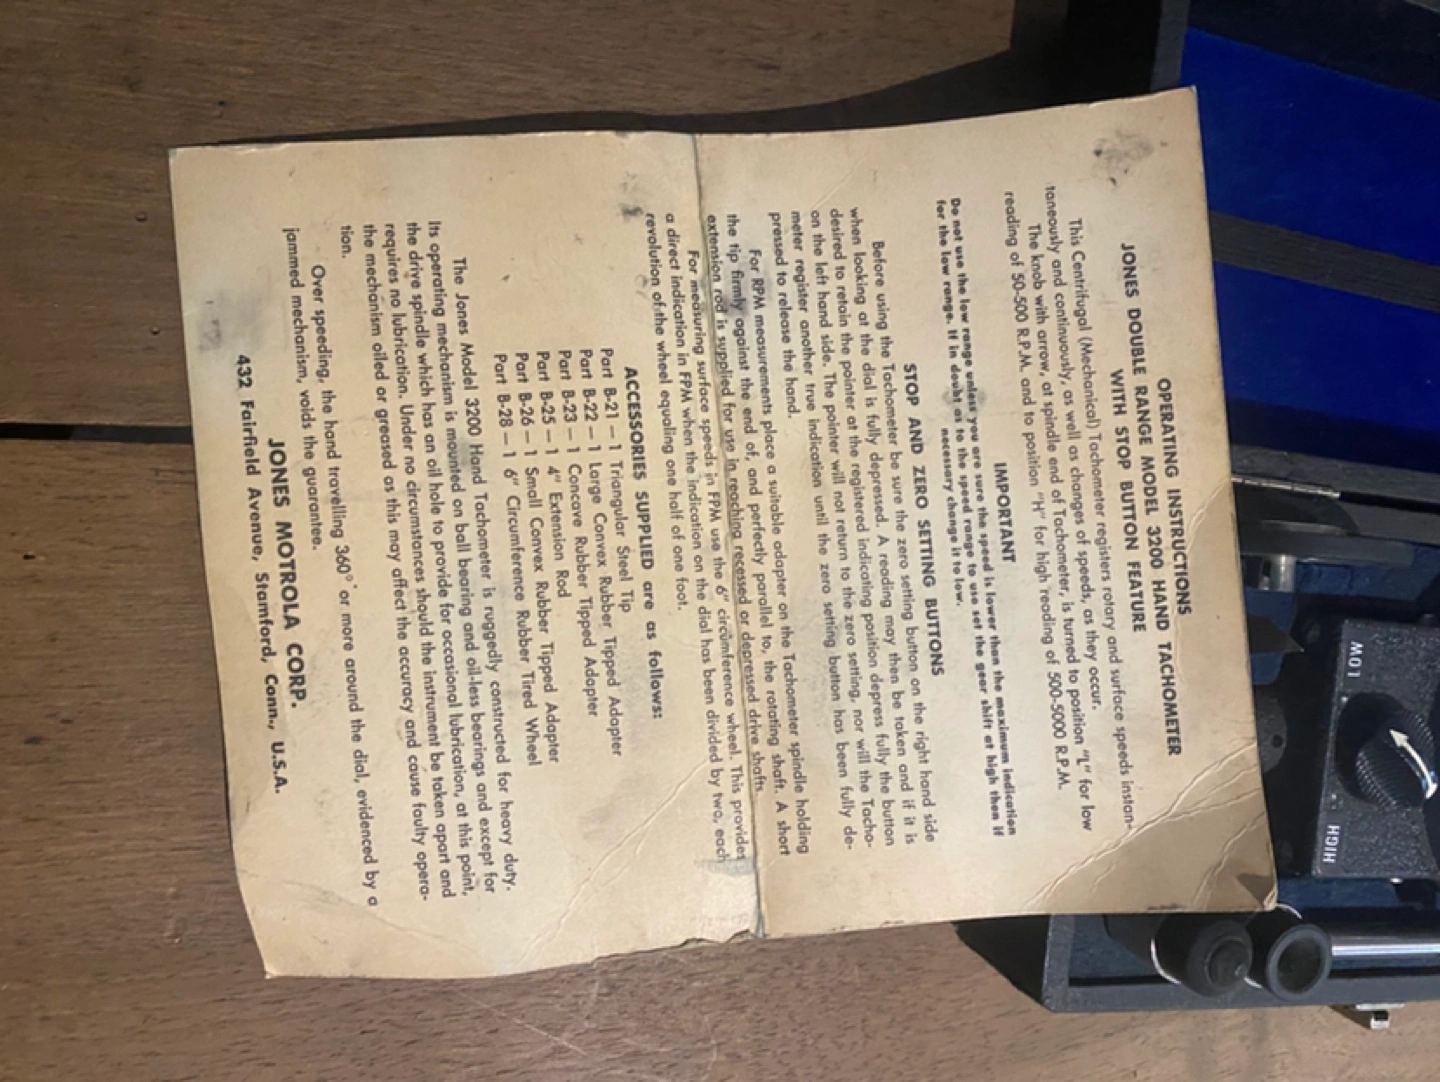 OPERATING INSTRUCTIONS
JONES DOUBLE RANGE MODEL 3200 HAND TACHOMETER
WITH STOP BUTTON FEATURE
This Centrifugal (Mechanical) Tachometer registers rotary and surface speeds instan-
taneously and continuously, as well as changes of speeds, as they occur.
The knob with arrow, at spindle end of Tachometer, is turned to position "L" for low
reading of 50-500 R.P.M. and to position "H" for high reading of 500-5000 R.P.M.
IMPORTANT
Do not use the low range unless you are sure the speed is lower than the maximum indication
for the low range. If in doubt as to the speed range to use set the gear shift at high then if
necessary change it to low.
STOP AND ZERO SETTING BUTTONS
Before using the Tachometer be sure the zero setting button on the right hand side
when looking at the dial is fully depressed. A reading may then be taken and if it is
desired to retain the pointer at the registered indicating position depress fully the button
on the left hand side. The pointer will not return to the zero setting, nor will the Tacho-
meter register another true indication until the zero setting button has been fully de-
pressed to release the hand.
For RPM measurements place a suitable adapter on the Tachometer spindle holding
the tip firmly against the end of, and perfectly parallel to, the rotating shaft. A short
extension rod is supplied for use in reaching recessed or depressed drive shafts.
For measuring surface speeds in FPM use the 6" circumference wheel. This provides
a direct indication in FPM when the indication on the dial has been divided by two, each
revolution of the wheel equaling one half of one foot.
ACCESSORIES SUPPLIED are as follows:
Part B-21 — 1 Triangular Steel Tip
Part B-22 — 1 Large Convex Rubber Tipped Adapter
Part B-23 — 1 Concave Rubber Tipped Adapter
Part B-25 — 1 4" Extension Rod
Part B-26 — 1 Small Convex Rubber Tipped Adapter
Part B-28 — 1 6" Circumference Rubber Tired Wheel
The Jones Model 3200 Hand Tachometer is ruggedly constructed for heavy duty.
Its operating mechanism is mounted on ball bearing and oil-less bearings and except for
the drive spindle which has an oil hole to provide for occasional lubrication, at this point,
requires no lubrication. Under no circumstances should the instrument be taken apart and
the mechanism oiled or greased as this may affect the accuracy and cause faulty opera-
tion.
Over speeding, the hand travelling 360° or more around the dial, evidenced by a
jammed mechanism, voids the guarantee.
JONES MOTROLA CORP.
432 Fairfield Avenue, Stamford, Conn., U.S.A.
LOW
HIGH